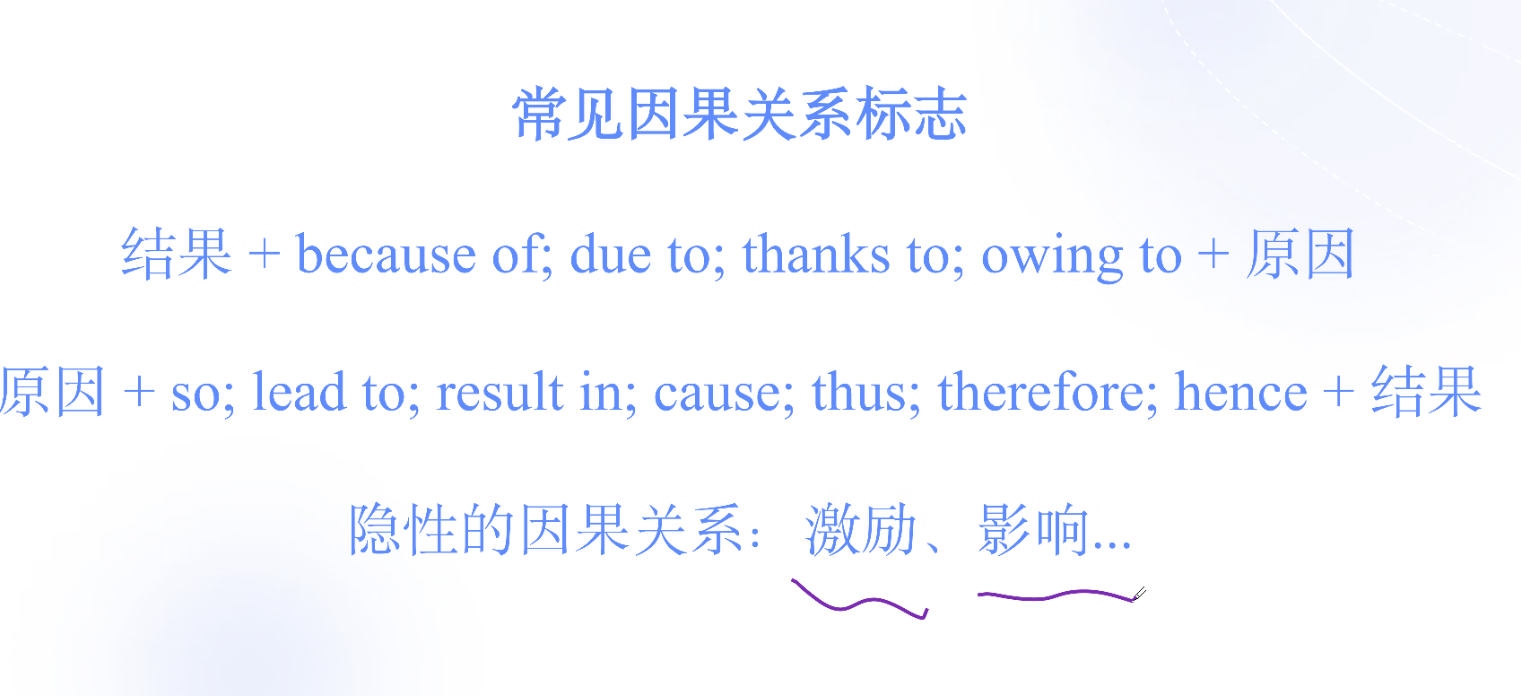 常见因果关系标志
结果 + because of; due to; thanks to; owing to + 原因
原因 + so; lead to; result in; cause; thus; therefore; hence + 结果
隐性的因果关系： 激励、影响...